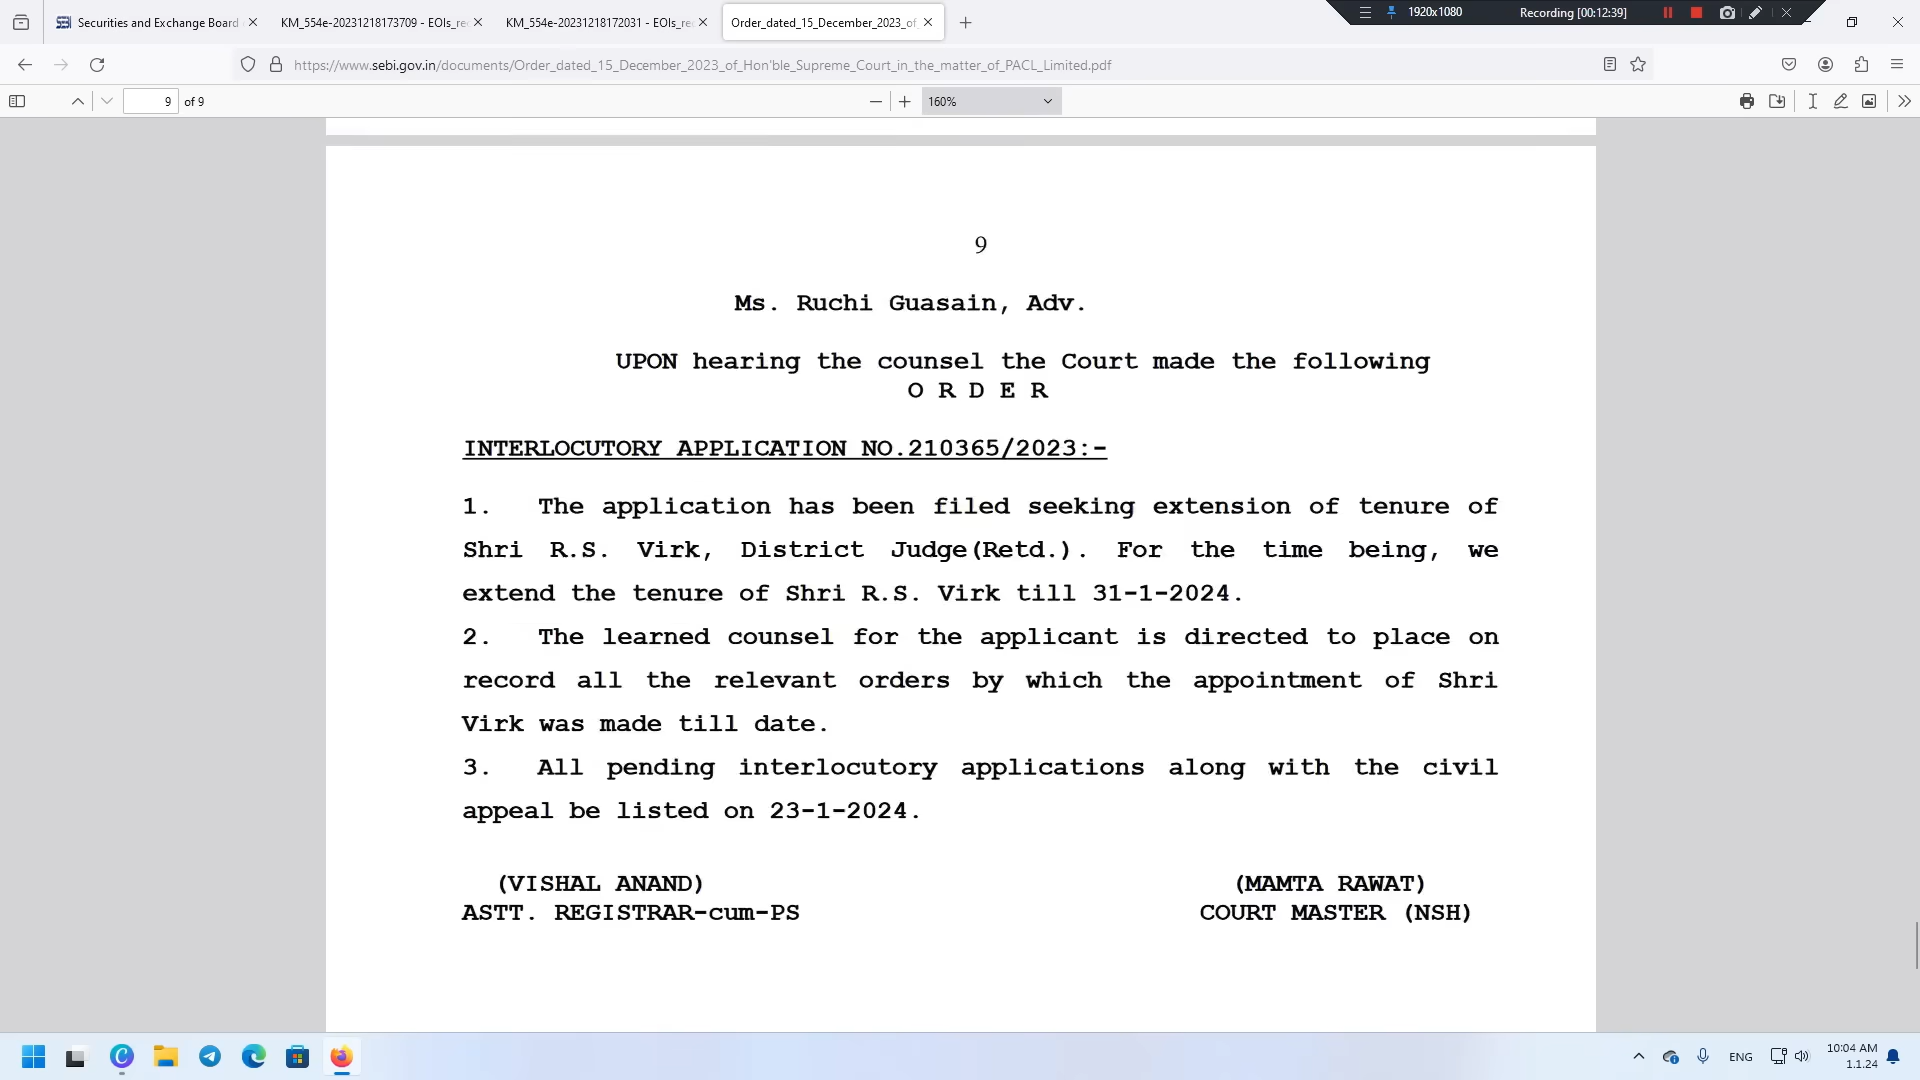 Securities and Exchange Board
KM_554e-20231218173709 - EOIs_re
KM_554e-20231218172031 - EOIs_re
Order_dated_15_December_2023_of
1920x1080
Recording [00:12:39]
https://www.sebi.gov.in/documents/Order_dated_15_December_2023_of_Hon'ble_Supreme_Court_in_the_matter_of_PACL_Limited.pdf
9 of 9
160%
9
Ms. Ruchi Guasain, Adv.
UPON hearing the counsel the Court made the following
O R D E R
INTERLOCUTORY APPLICATION NO.210365/2023:-
1. The application has been filed seeking extension of tenure of
Shri R.S. Virk, District Judge(Retd.). For the time being, we
extend the tenure of Shri R.S. Virk till 31-1-2024.
2. The learned counsel for the applicant is directed to place on
record all the relevant orders by which the appointment of Shri
Virk was made till date.
3. All pending interlocutory applications along with the civil
appeal be listed on 23-1-2024.
(VISHAL ANAND) (MAMTA RAWAT)
ASTT. REGISTRAR-cum-PS COURT MASTER (NSH)
ENG
10:04 AM
1.1.24